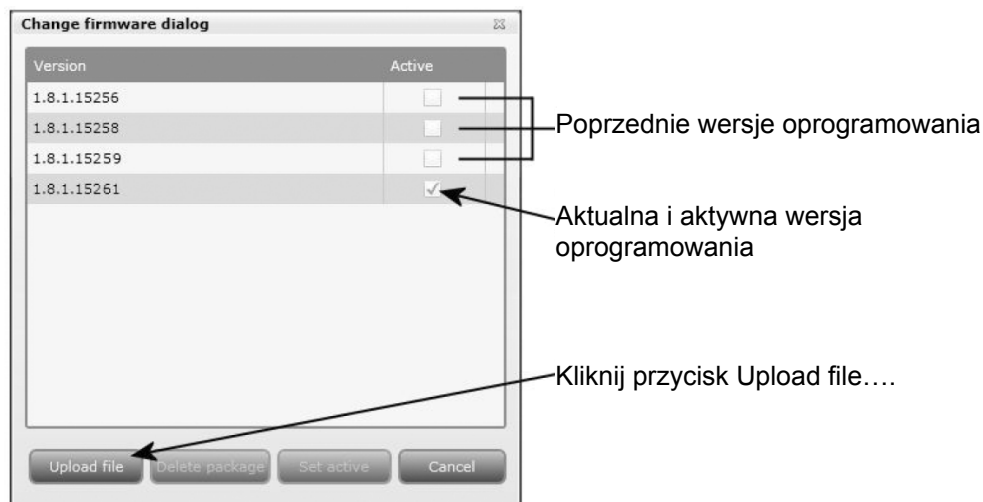 Change firmware dialog
Version Active
1.8.1.15256
1.8.1.15258
1.8.1.15259
1.8.1.15261
Poprzednie wersje oprogramowania
Aktualna i aktywna wersja
oprogramowania
Kliknij przycisk Upload file….
Upload file Delete package Set active Cancel